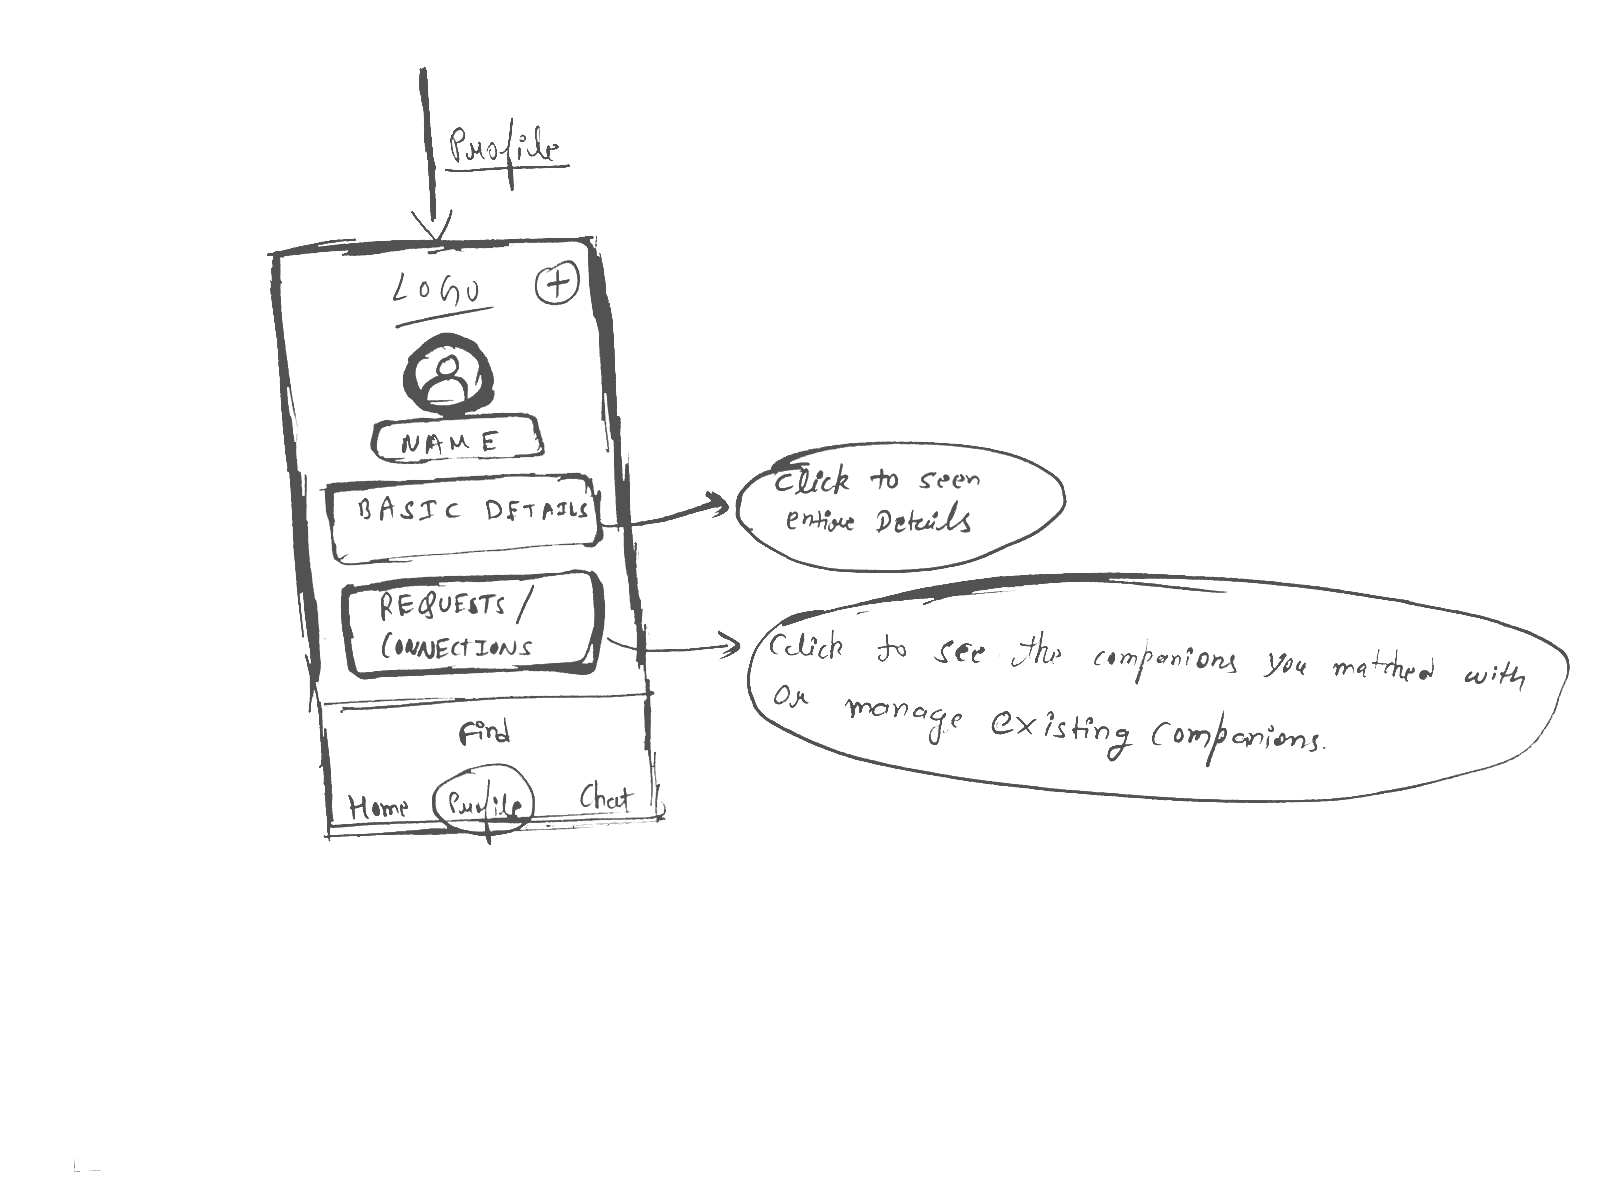 Profile
LOGO
NAME
BASIC DETAILS
Click to seen
entire Details
REQUESTS/
CONNECTIONS
Click to see the companions you matched with
or manage existing companions.
Find
Home Profile Chat